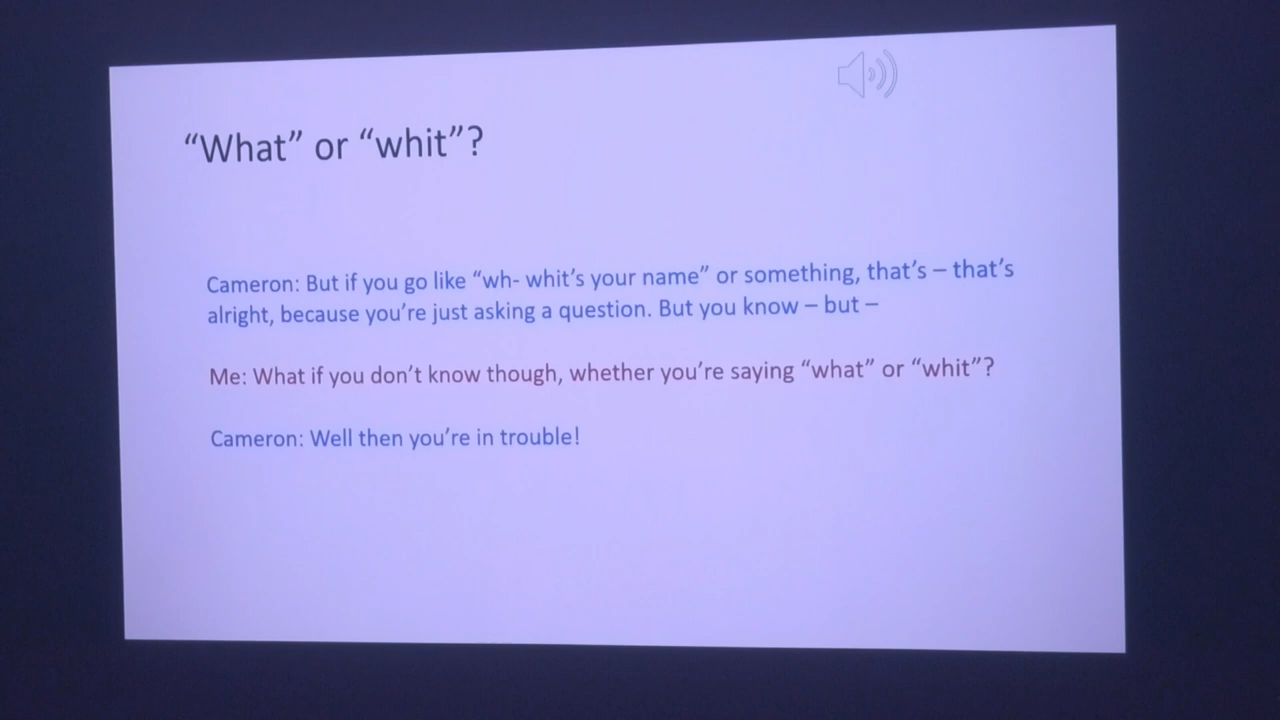 “What” or “whit”?
Cameron: But if you go like “wh- whit’s your name” or something, that’s – that’s
alright, because you’re just asking a question. But you know – but –
Me: What if you don’t know though, whether you’re saying “what” or “whit”?
Cameron: Well then you’re in trouble!